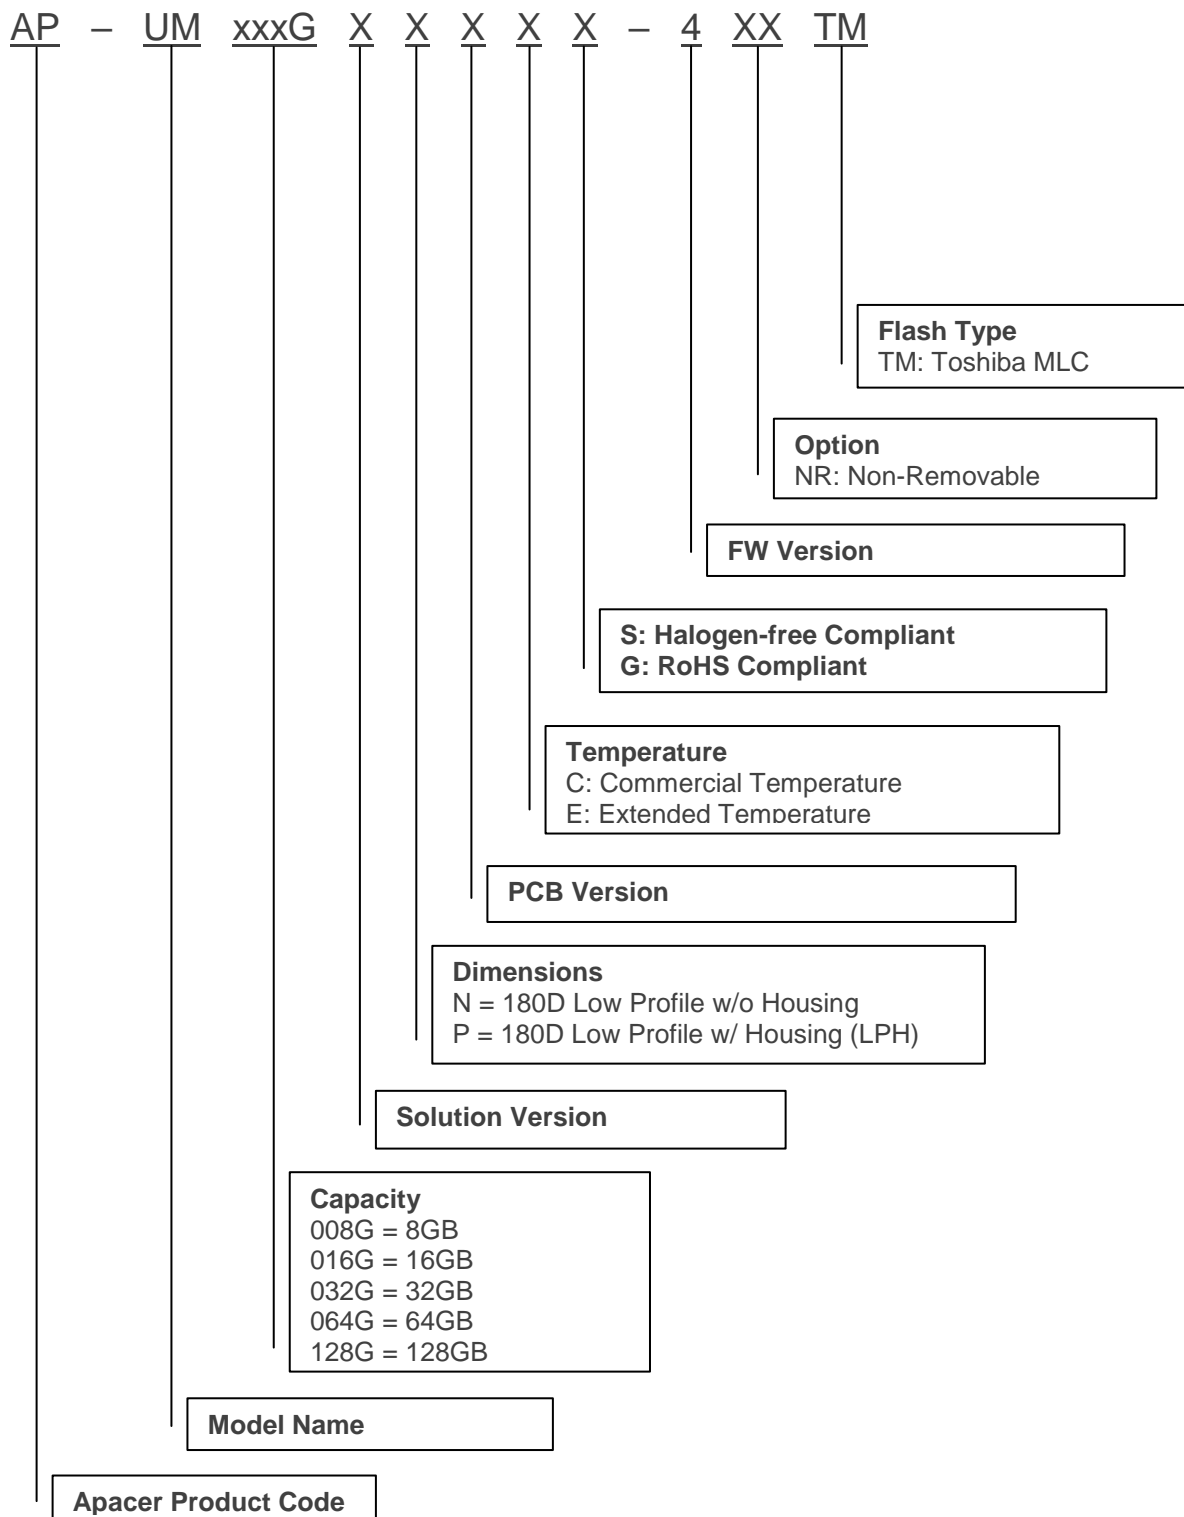 AP – UM xxxG X X X X X – 4 XX TM
Flash Type
TM: Toshiba MLC
Option
NR: Non-Removable
FW Version
S: Halogen-free Compliant
G: RoHS Compliant
Temperature
C: Commercial Temperature
E: Extended Temperature
PCB Version
Dimensions
N = 180D Low Profile w/o Housing
P = 180D Low Profile w/ Housing (LPH)
Solution Version
Capacity
008G = 8GB
016G = 16GB
032G = 32GB
064G = 64GB
128G = 128GB
Model Name
Apacer Product Code